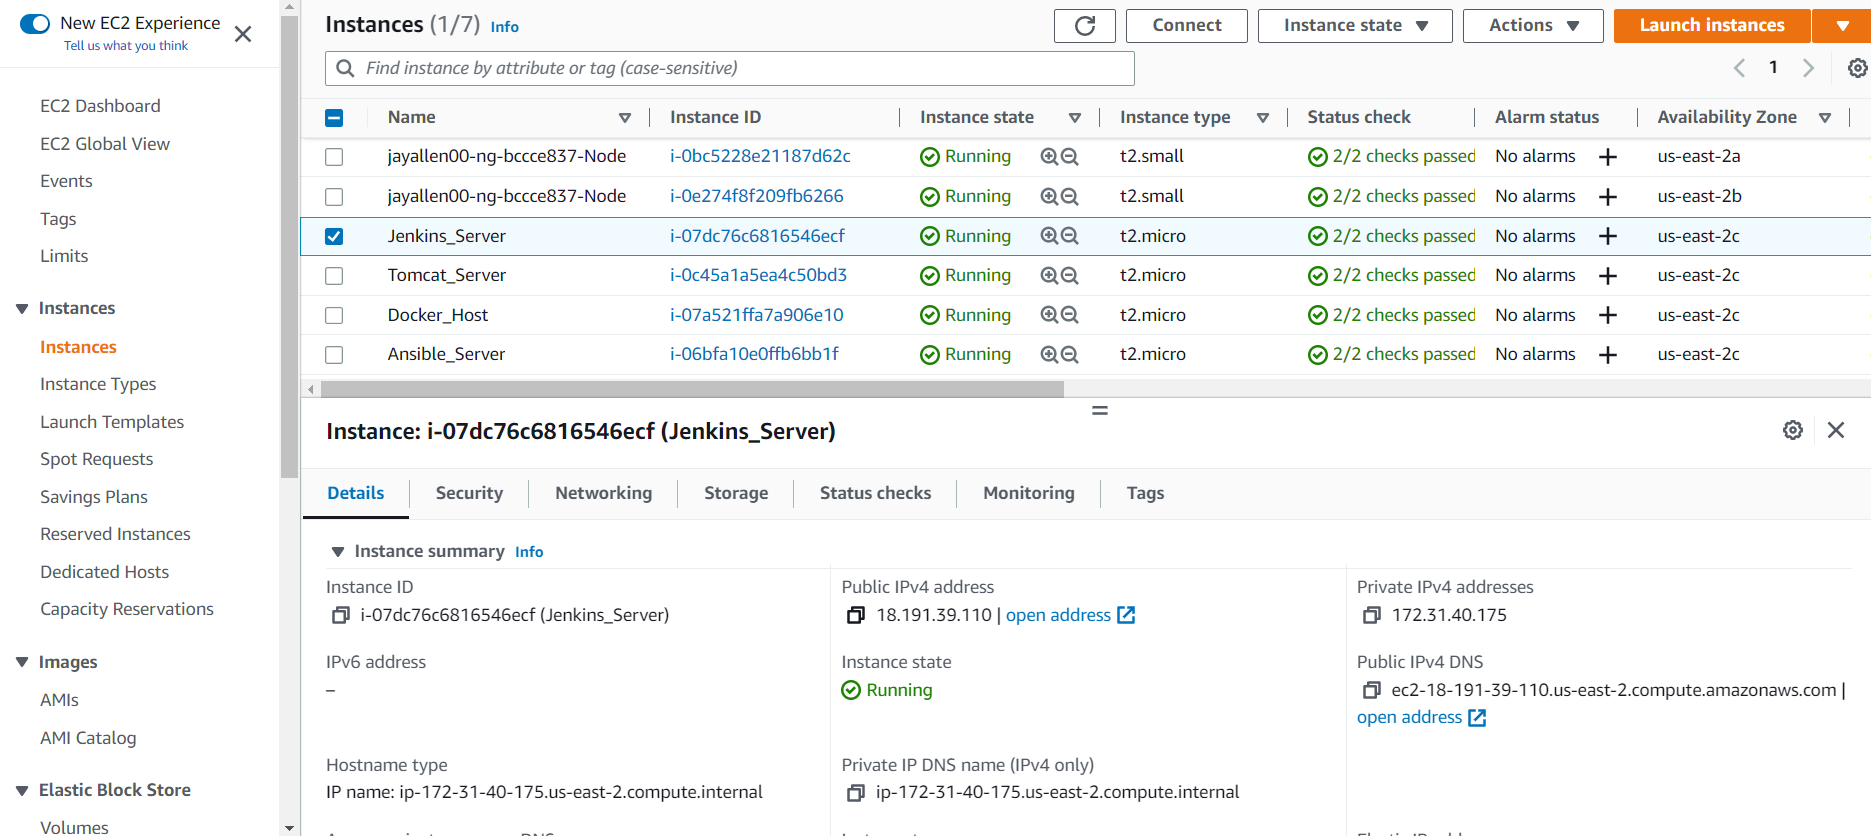 New EC2 Experience
Tell us what you think
EC2 Dashboard
EC2 Global View
Events
Tags
Limits
Instances
Instances
Instance Types
Launch Templates
Spot Requests
Savings Plans
Reserved Instances
Dedicated Hosts
Capacity Reservations
Images
AMIs
AMI Catalog
Elastic Block Store
Volumes
Instances (1/7) Info
Connect
Instance state
Actions
Launch instances
Find instance by attribute or tag (case-sensitive)
1
Name Instance ID Instance state Instance type Status check Alarm status Availability Zone
jayallen00-ng-bccce837-Node i-0bc5228e21187d62c Running t2.small 2/2 checks passed No alarms us-east-2a
jayallen00-ng-bccce837-Node i-0e274f8f209fb6266 Running t2.small 2/2 checks passed No alarms us-east-2b
Jenkins_Server i-07dc76c6816546ecf Running t2.micro 2/2 checks passed No alarms us-east-2c
Tomcat_Server i-0c45a1a5ea4c50bd3 Running t2.micro 2/2 checks passed No alarms us-east-2c
Docker_Host i-07a521ffa7a906e10 Running t2.micro 2/2 checks passed No alarms us-east-2c
Ansible_Server i-06bfa10e0ffb6bb1f Running t2.micro 2/2 checks passed No alarms us-east-2c
Instance: i-07dc76c6816546ecf (Jenkins_Server)
Details Security Networking Storage Status checks Monitoring Tags
Instance summary Info
Instance ID
i-07dc76c6816546ecf (Jenkins_Server)
Public IPv4 address
18.191.39.110 | open address
Private IPv4 addresses
172.31.40.175
IPv6 address
–
Instance state
Running
Public IPv4 DNS
ec2-18-191-39-110.us-east-2.compute.amazonaws.com |
open address
Hostname type
IP name: ip-172-31-40-175.us-east-2.compute.internal
Private IP DNS name (IPv4 only)
ip-172-31-40-175.us-east-2.compute.internal